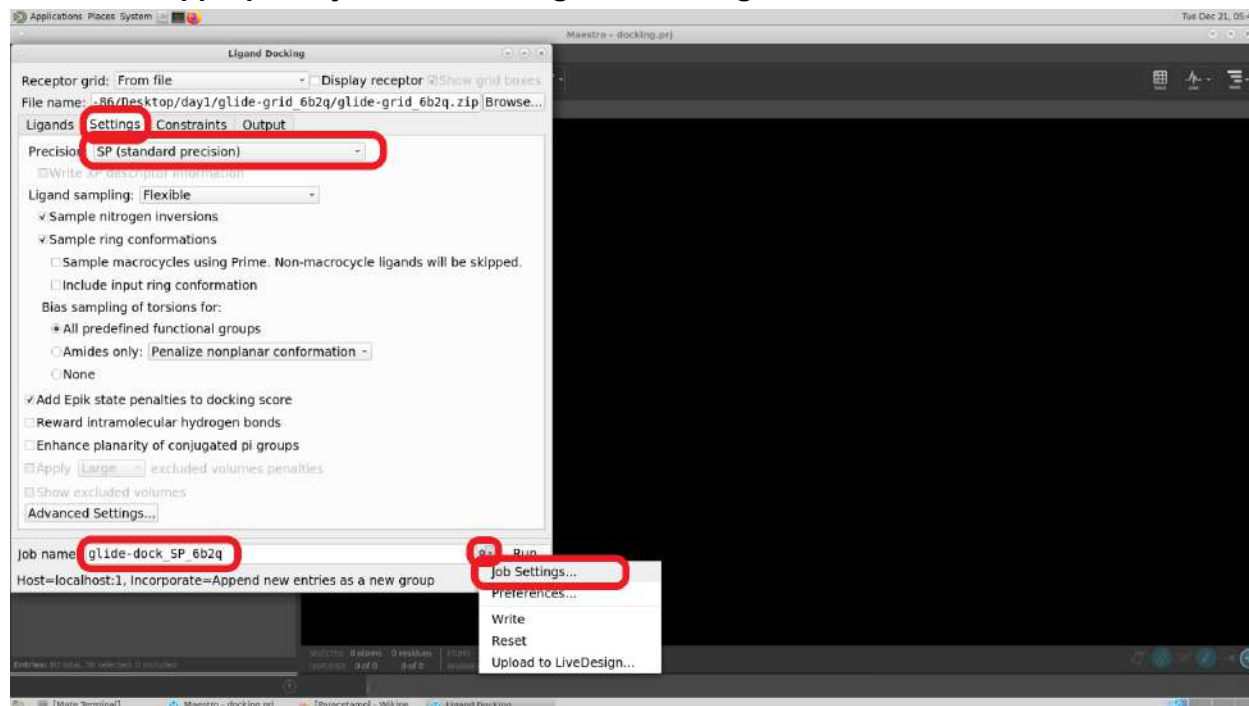 Applications Places System
Tue Dec 21, 05:
Maestro - docking.prj
Ligand Docking
Receptor grid: From file Display receptor Show grid boxes
File name: -86/Desktop/day1/glide-grid_6b2q/glide-grid_6b2q.zip Browse...
Ligands Settings Constraints Output
Precision: SP (standard precision)
Write XP descriptor information
Ligand sampling: Flexible
Sample nitrogen inversions
Sample ring conformations
Sample macrocycles using Prime. Non-macrocycle ligands will be skipped.
Include input ring conformation
Bias sampling of torsions for:
All predefined functional groups
Amides only: Penalize nonplanar conformation
None
Add Epik state penalties to docking score
Reward intramolecular hydrogen bonds
Enhance planarity of conjugated pi groups
Apply Large excluded volumes penalties
Show excluded volumes
Advanced Settings...
Job name: glide-dock_SP_6b2q Run
Host=localhost:1, Incorporate=Append new entries as a new group
Job Settings...
Preferences...
Write
Reset
Upload to LiveDesign...
[Mate Terminal] Maestro - docking.prj [Paracetamol - Wikipe Ligand Docking